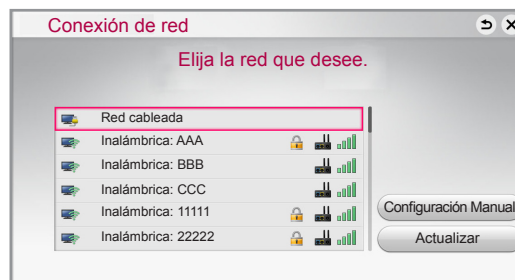 Conexión de red
Elija la red que desee.
Red cableada
Inalámbrica: AAA
Inalámbrica: BBB
Inalámbrica: CCC
Inalámbrica: 11111
Inalámbrica: 22222
Configuración Manual
Actualizar